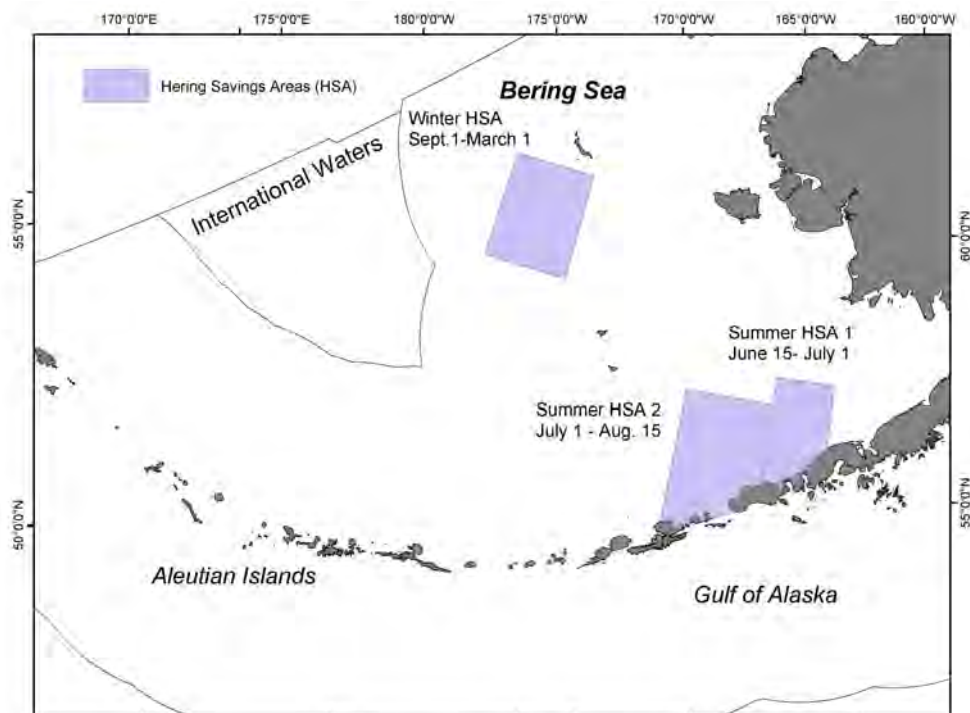 170°0'0"E 175°0'0"E 180°0'0" 175°0'0"W 170°0'0"W 165°0'0"W 160°0'0"W
Hering Savings Areas (HSA)
Bering Sea
Winter HSA
Sept.1-March 1
International Waters
55°0'0"N
60°0'0"N
Summer HSA 1
June 15- July 1
Summer HSA 2
July 1 - Aug. 15
50°0'0"N
55°0'0"N
Aleutian Islands
Gulf of Alaska